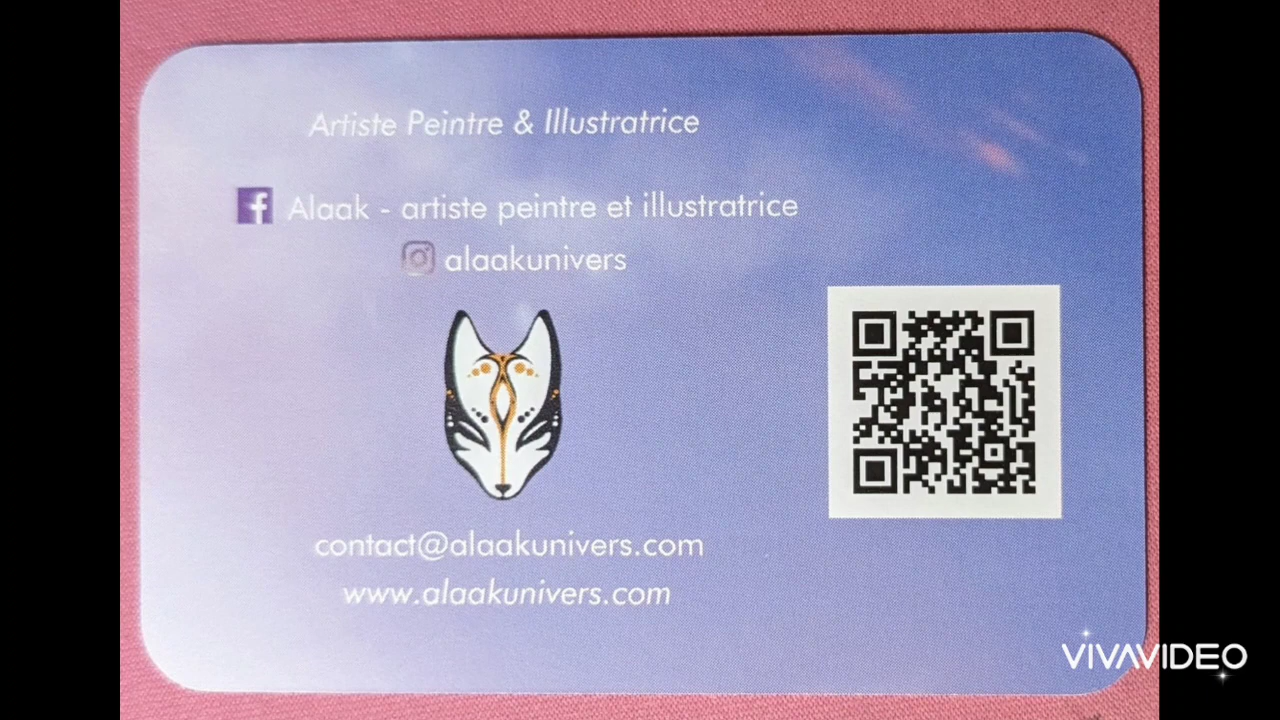 Artiste Peintre & Illustratrice
Alaak - artiste peintre et illustratrice
alaakunivers
contact@alaakunivers.com
www.alaakunivers.com
VIVAVIDEO